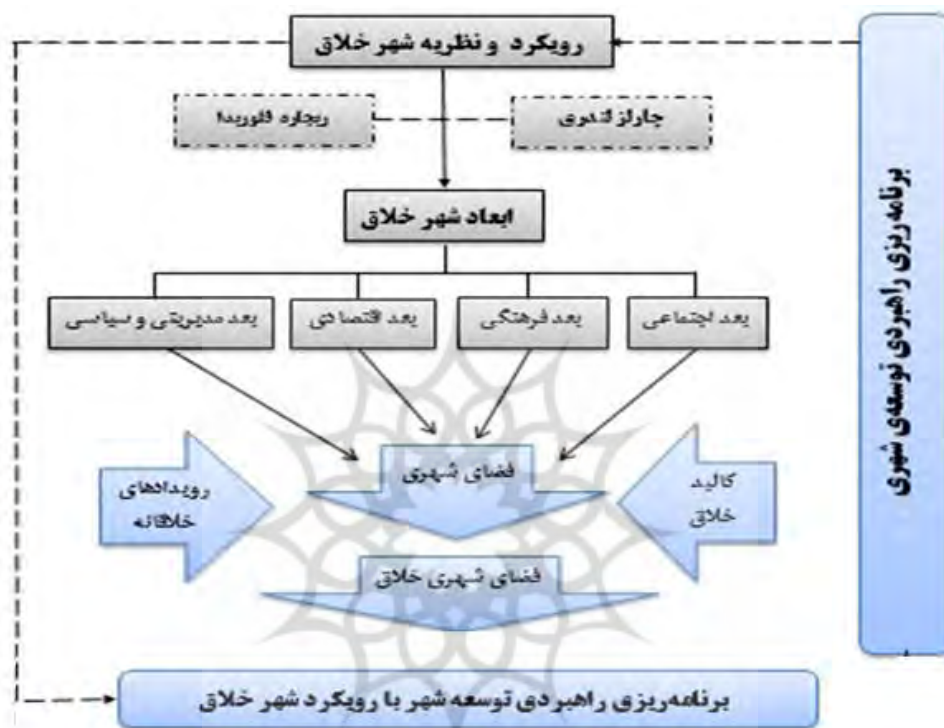 رویکرد و نظریه شهر خلاق
چارلز لندری
ریچارد فلوریدا
ابعاد شهر خلاق
بعد اجتماعی
بعد فرهنگی
بعد اقتصادی
بعد مدیریتی و سیاسی
فضای شهری
کالبد
خلاق
رویدادهای
خلاقانه
فضای شهری خلاق
برنامه‌ریزی راهبردی توسعه شهر با رویکرد شهر خلاق
برنامه‌ریزی راهبردی توسعه‌ی شهری